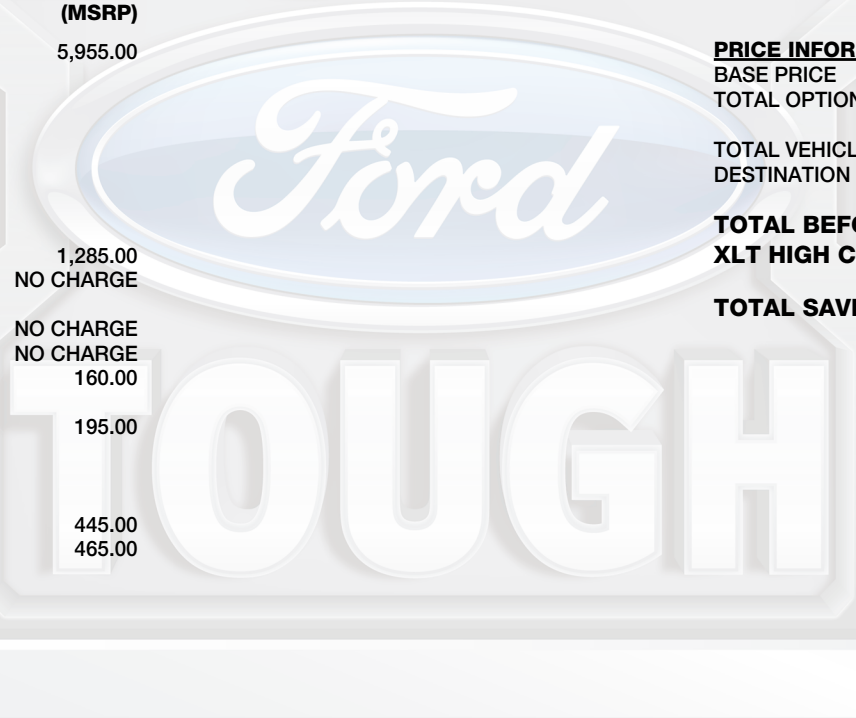 (MSRP)
5,955.00
1,285.00
NO CHARGE
NO CHARGE
NO CHARGE
160.00
195.00
445.00
465.00
PRICE INFOR
BASE PRICE
TOTAL OPTION
TOTAL VEHICL
DESTINATION
TOTAL BEFO
XLT HIGH C
TOTAL SAVI
Ford
TOUGH